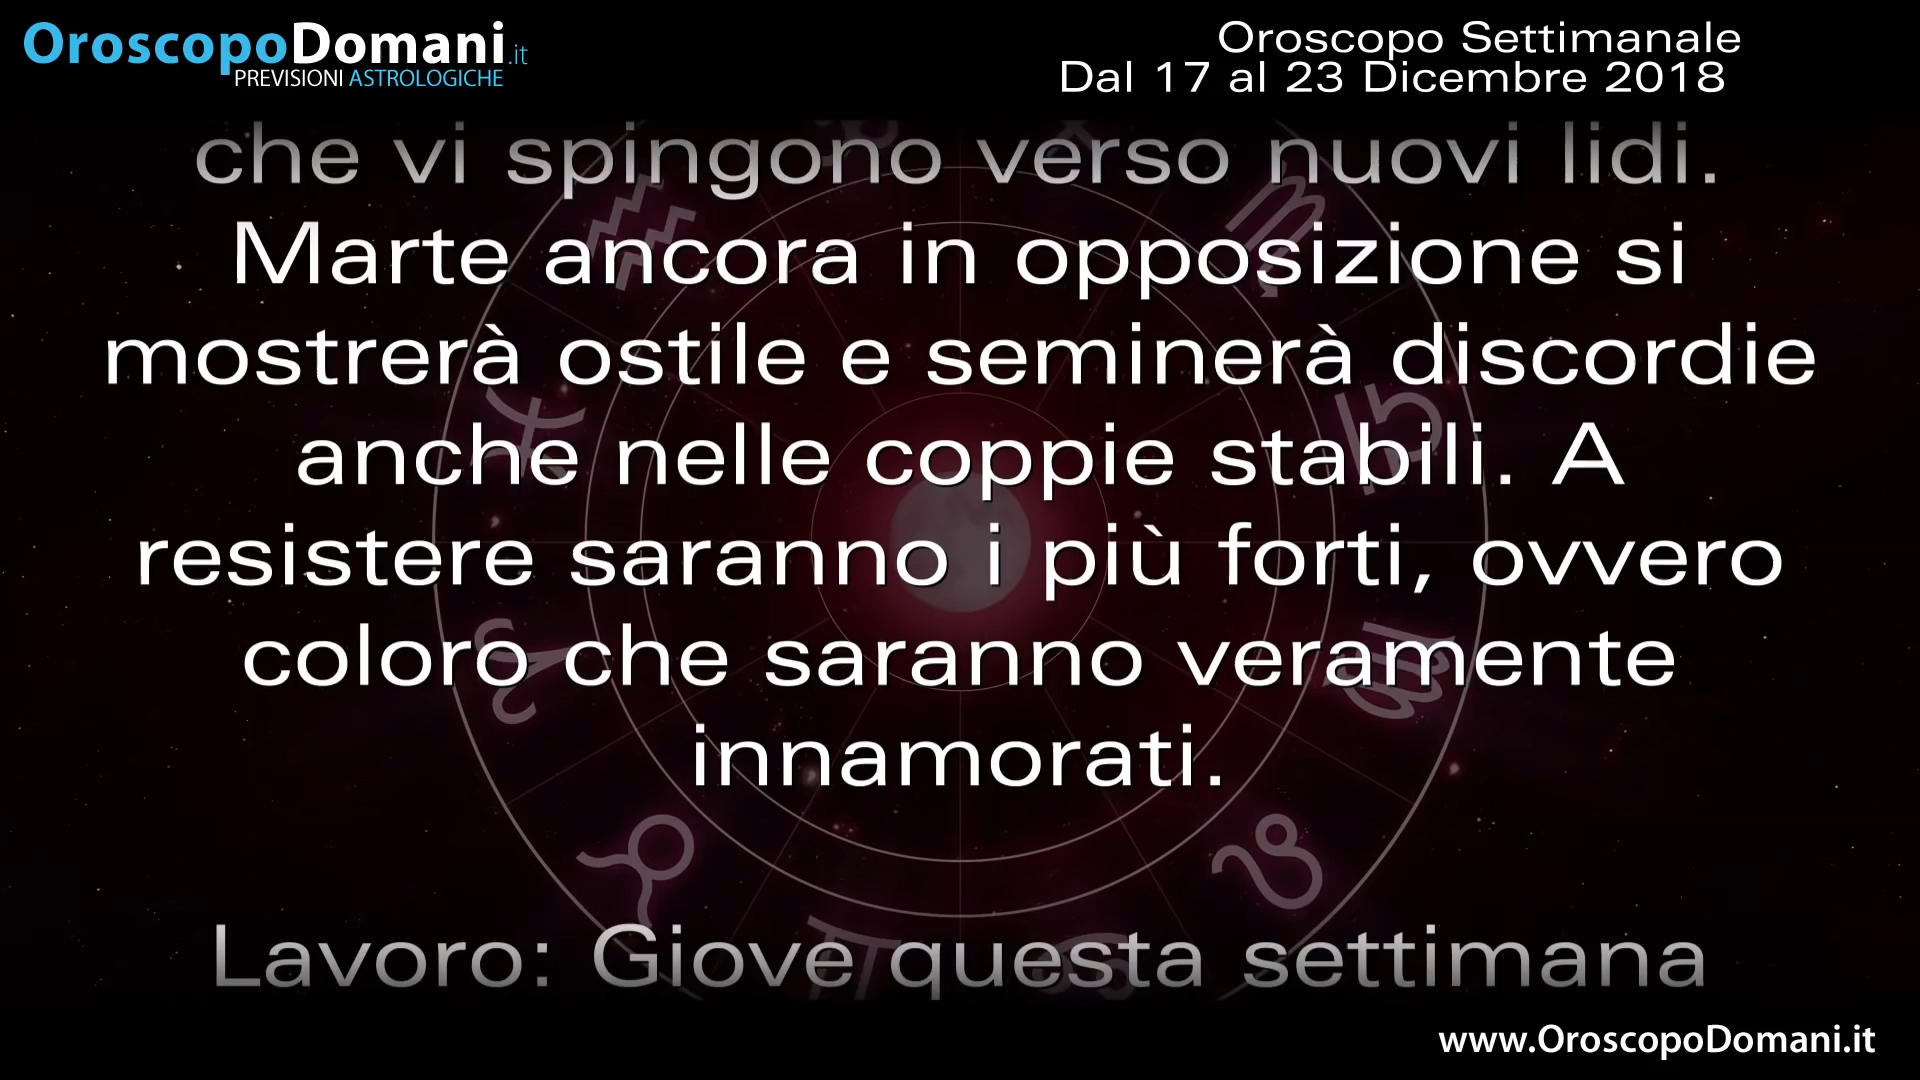 OroscopoDomani.it
PREVISIONI ASTROLOGICHE
Oroscopo Settimanale
Dal 17 al 23 Dicembre 2018
che vi spingono verso nuovi lidi.
Marte ancora in opposizione si
mostrerà ostile e seminerà discordie
anche nelle coppie stabili. A
resistere saranno i più forti, ovvero
coloro che saranno veramente
innamorati.
Lavoro: Giove questa settimana
www.OroscopoDomani.it